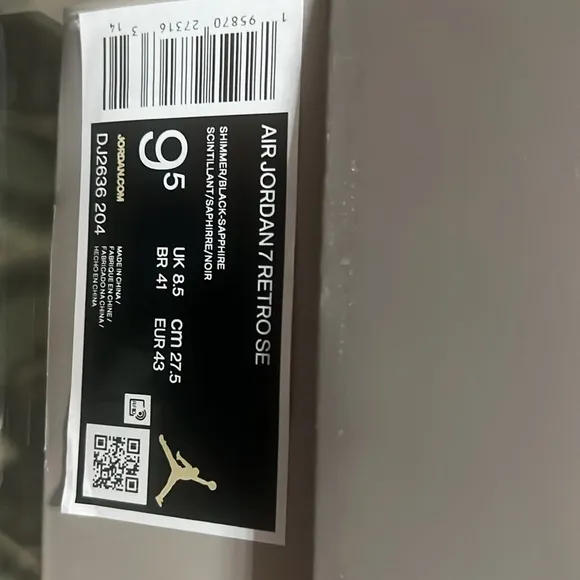 AIR JORDAN 7 RETRO SE
SHIMMER/BLACK-SAPPHIRE
SCINTILLANT/SAPHIRRE/NOIR
9.5
UK 8.5 cm 27.5
BR 41 EUR 43
JORDAN.COM
DJ2636 204
MADE IN CHINA /
FABRIQUE EN CHINE /
FABRICADO NA CHINA /
HECHO EN CHINA
1 95870 27316 3 14